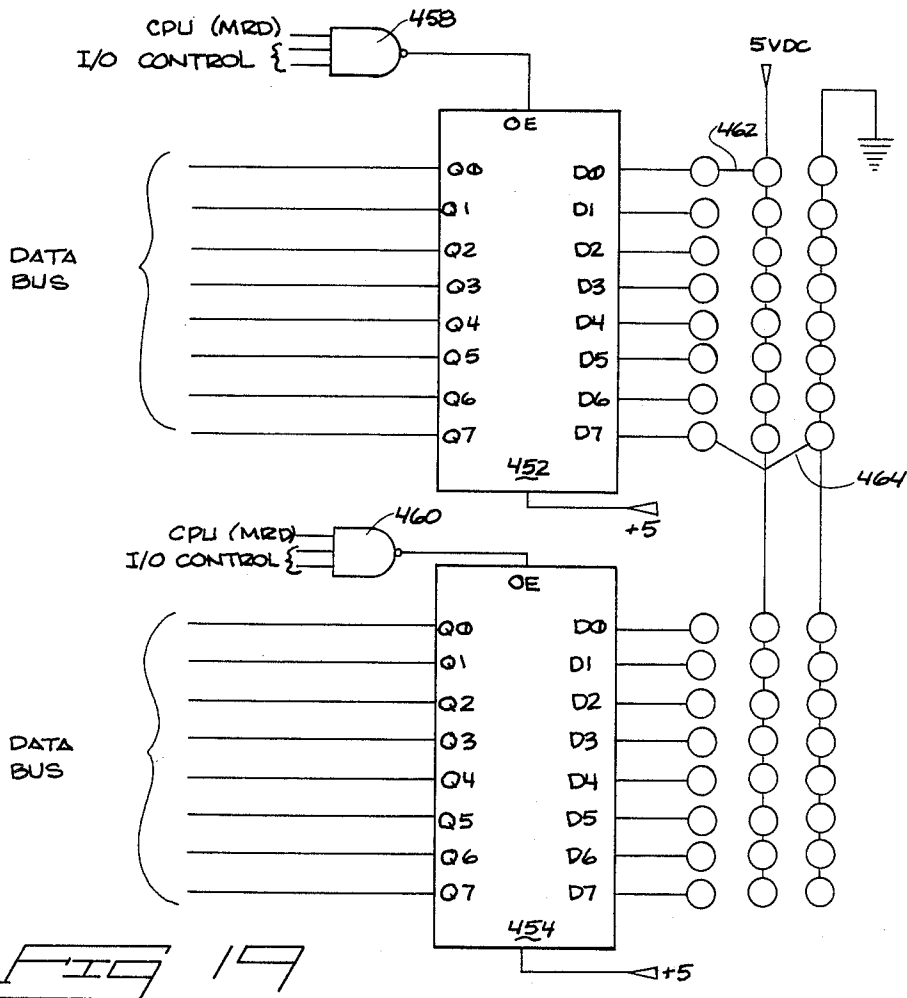 CPU (MRD)
I/O CONTROL {
458
5VDC
OE
462
DATA
BUS
Q0 D0
Q1 D1
Q2 D2
Q3 D3
Q4 D4
Q5 D5
Q6 D6
Q7 D7
452
464
+5
CPU (MRD)
I/O CONTROL {
460
OE
DATA
BUS
Q0 D0
Q1 D1
Q2 D2
Q3 D3
Q4 D4
Q5 D5
Q6 D6
Q7 D7
454
+5
FIG 19